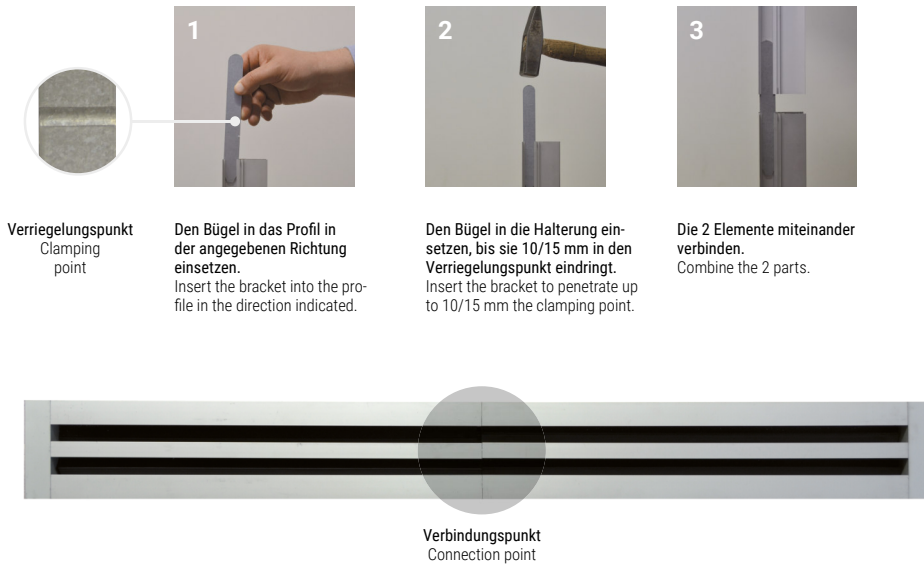 1
2
3
Verriegelungspunkt
Clamping
point
Den Bügel in das Profil in
der angegebenen Richtung
einsetzen.
Insert the bracket into the pro-
file in the direction indicated.
Den Bügel in die Halterung ein-
setzen, bis sie 10/15 mm in den
Verriegelungspunkt eindringt.
Insert the bracket to penetrate up
to 10/15 mm the clamping point.
Die 2 Elemente miteinander
verbinden.
Combine the 2 parts.
Verbindungspunkt
Connection point